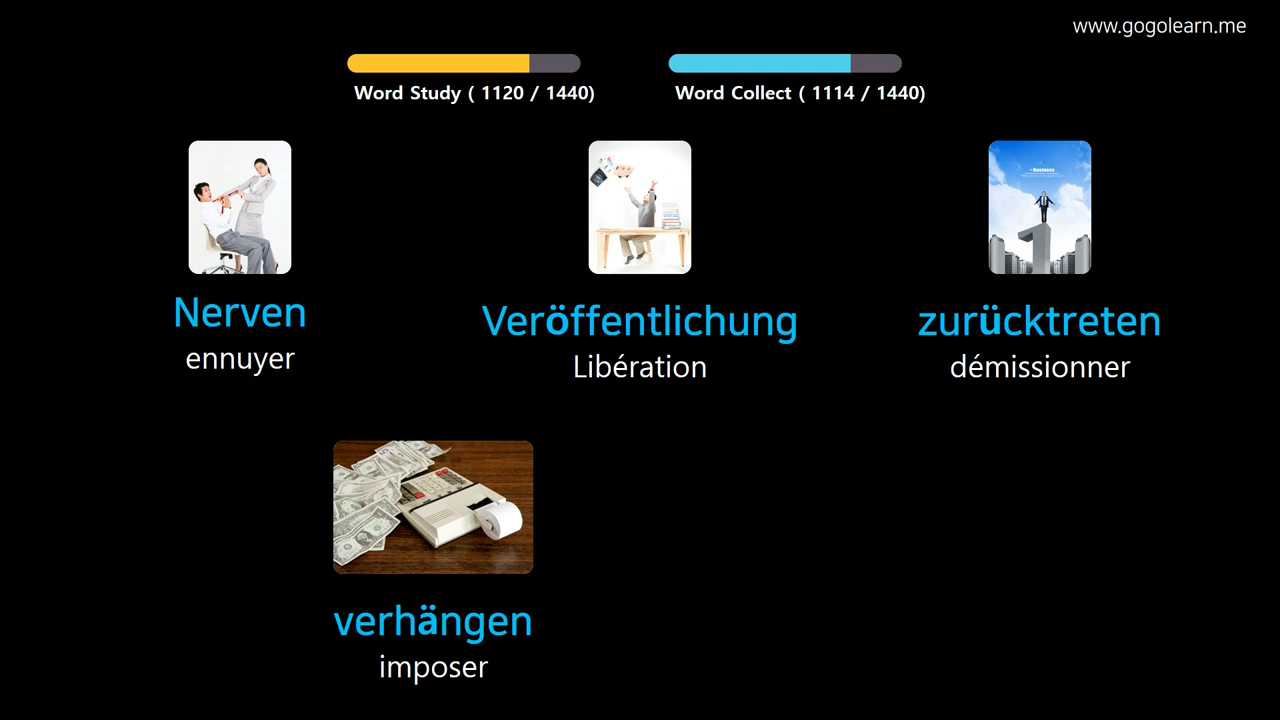 www.gogolearn.me
Word Study ( 1120 / 1440)
Word Collect ( 1114 / 1440)
Business
Nerven
ennuyer
Veröffentlichung
Libération
zurücktreten
démissionner
verhängen
imposer